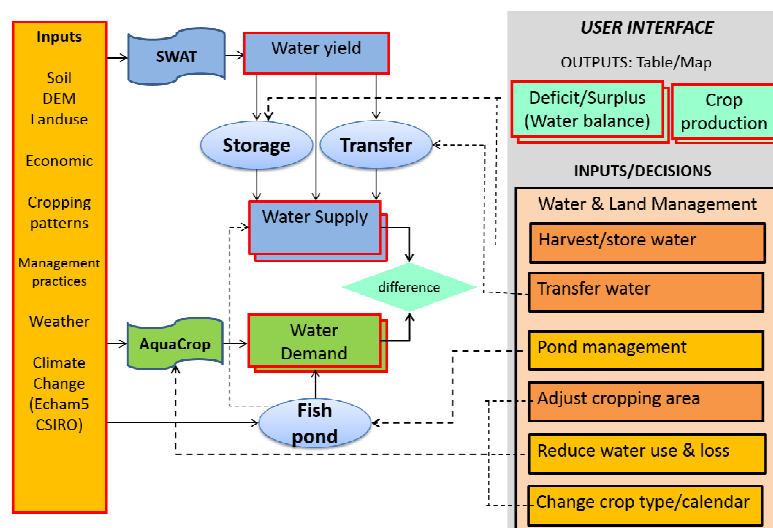 Inputs
Soil
DEM
Landuse
Economic
Cropping
patterns
Management
practices
Weather
Climate
Change
(Echam5
CSIRO)
SWAT
Water yield
Storage
Transfer
Water Supply
difference
AquaCrop
Water
Demand
Fish
pond
USER INTERFACE
OUTPUTS: Table/Map
Deficit/Surplus
(Water balance)
Crop
production
INPUTS/DECISIONS
Water & Land Management
Harvest/store water
Transfer water
Pond management
Adjust cropping area
Reduce water use & loss
Change crop type/calendar